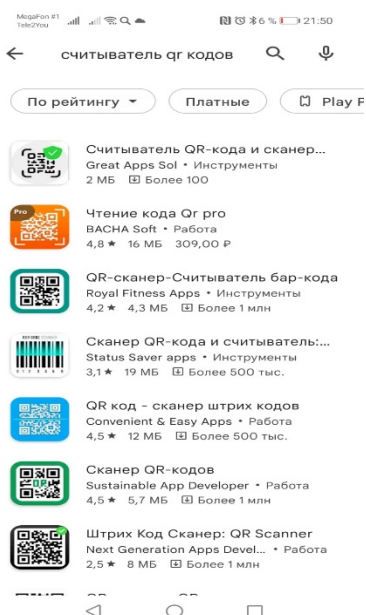 MegaFon #1
Tele2You
6 % 21:50
считыватель qr кодов
По рейтингу
Платные
Play P
Считыватель QR-кода и сканер...
Great Apps Sol • Инструменты
2 МБ Более 100
Pro
Чтение кода Qr pro
BACHA Soft • Работа
4,8 ★ 16 МБ 309,00 ₽
QR-сканер-Считыватель бар-кода
Royal Fitness Apps • Инструменты
4,2 ★ 4,3 МБ Более 1 млн
Сканер QR-кода и считыватель:...
Status Saver apps • Инструменты
3,1 ★ 19 МБ Более 500 тыс.
QR код – сканер штрих кодов
Convenient & Easy Apps • Работа
4,5 ★ 12 МБ Более 500 тыс.
Сканер QR-кодов
Sustainable App Developer • Работа
4,5 ★ 5,7 МБ Более 1 млн
Штрих Код Сканер: QR Scanner
Next Generation Apps Devel... • Работа
2,5 ★ 8 МБ Более 1 млн